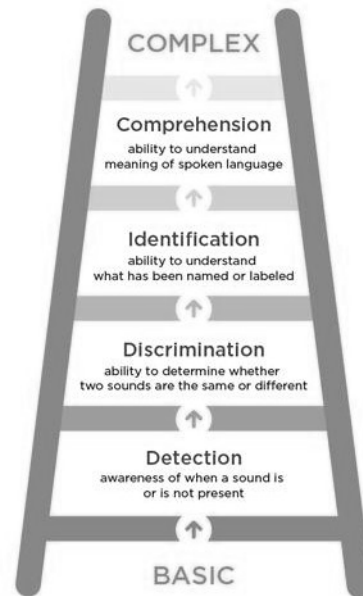 COMPLEX
Comprehension
ability to understand
meaning of spoken language
Identification
ability to understand
what has been named or labeled
Discrimination
ability to determine whether
two sounds are the same or different
Detection
awareness of when a sound is
or is not present
BASIC